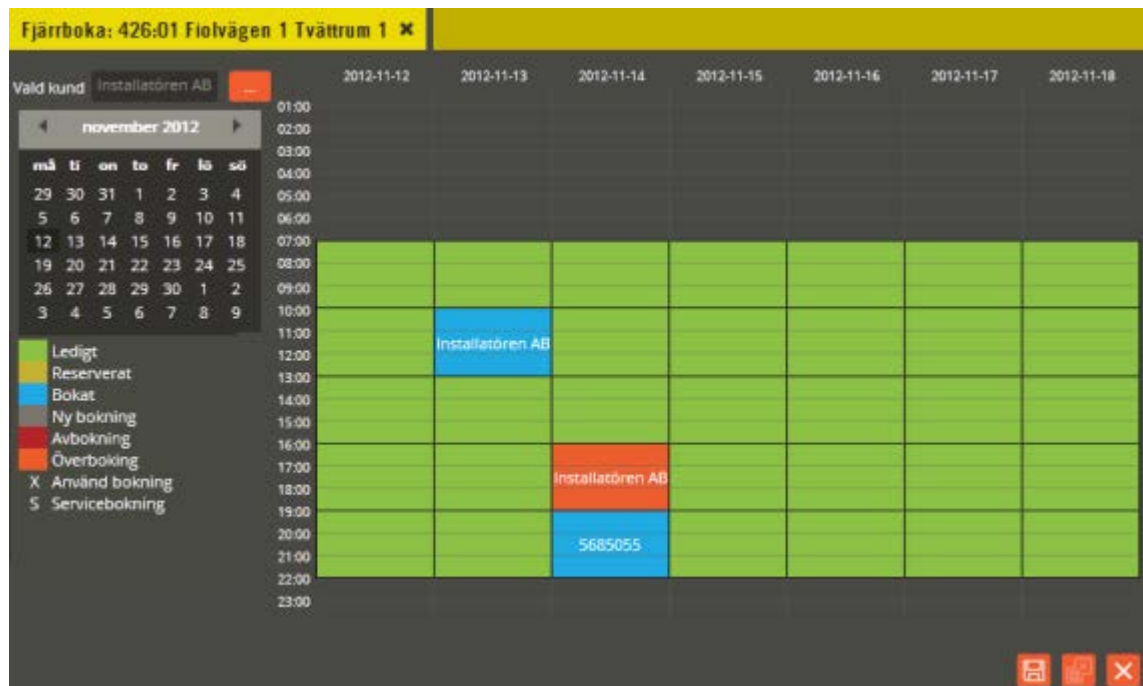 Fjärrboka: 426:01 Fiolvägen 1 Tvättrum 1 ✖
Vald kund Installatören AB ...
november 2012
må ti on to fr lö sö
29 30 31 1 2 3 4
5 6 7 8 9 10 11
12 13 14 15 16 17 18
19 20 21 22 23 24 25
26 27 28 29 30 1 2
3 4 5 6 7 8 9
Ledigt
Reserverat
Bokat
Ny bokning
Avbokning
Överboking
X Använd bokning
S Servicebokning
2012-11-12 2012-11-13 2012-11-14 2012-11-15 2012-11-16 2012-11-17 2012-11-18
01:00
02:00
03:00
04:00
05:00
06:00
07:00
08:00
09:00
10:00
11:00
Installatören AB
12:00
13:00
14:00
15:00
16:00
17:00
Installatören AB
18:00
19:00
20:00
5685055
21:00
22:00
23:00